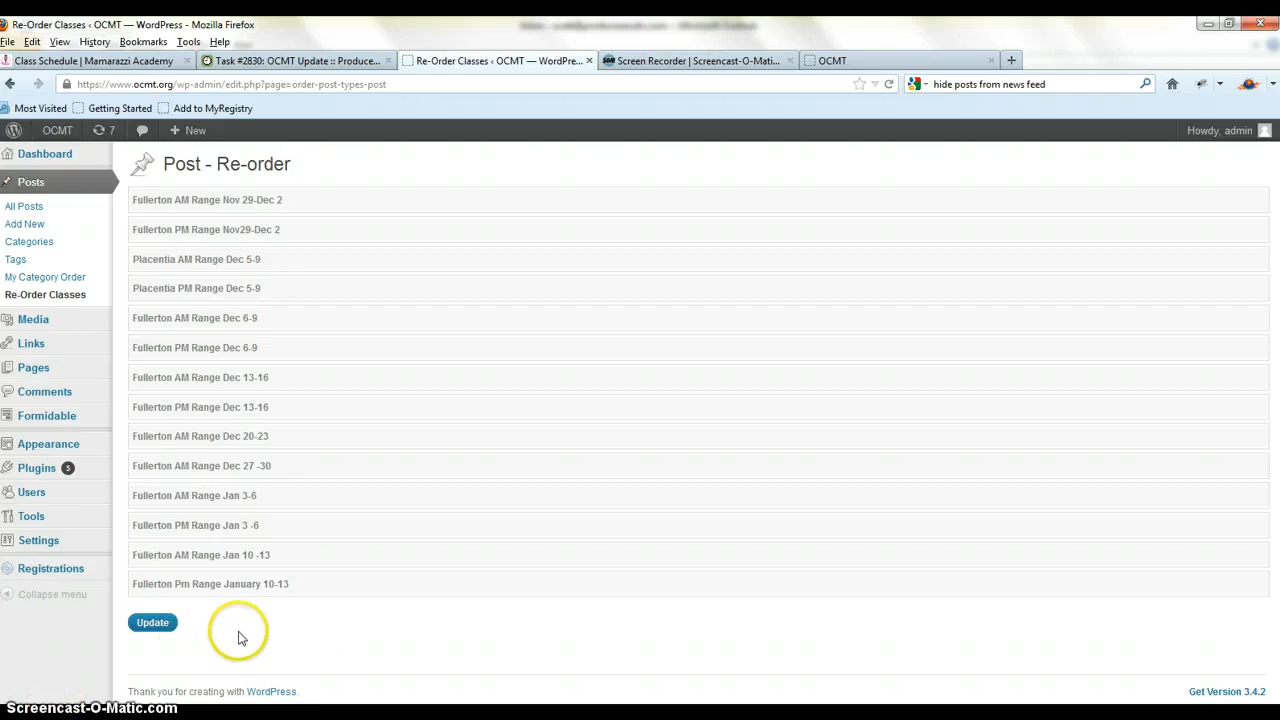 Re-Order Classes ‹ OCMT — WordPress - Mozilla Firefox
File Edit View History Bookmarks Tools Help
Class Schedule | Mamarazzi Academy × Task #2830: OCMT Update :: Produce... × Re-Order Classes ‹ OCMT — WordPre... × Screen Recorder | Screencast-O-Mati... × OCMT ×
https://www.ocmt.org/wp-admin/edit.php?page=order-post-types-post hide posts from news feed
Most Visited Getting Started Add to MyRegistry
OCMT 7 + New Howdy, admin
Dashboard
Posts
All Posts
Add New
Categories
Tags
My Category Order
Re-Order Classes
Media
Links
Pages
Comments
Formidable
Appearance
Plugins 5
Users
Tools
Settings
Registrations
Collapse menu
Post - Re-order
Fullerton AM Range Nov 29-Dec 2
Fullerton PM Range Nov29-Dec 2
Placentia AM Range Dec 5-9
Placentia PM Range Dec 5-9
Fullerton AM Range Dec 6-9
Fullerton PM Range Dec 6-9
Fullerton AM Range Dec 13-16
Fullerton PM Range Dec 13-16
Fullerton AM Range Dec 20-23
Fullerton AM Range Dec 27 -30
Fullerton AM Range Jan 3-6
Fullerton PM Range Jan 3 -6
Fullerton AM Range Jan 10 -13
Fullerton Pm Range January 10-13
Update
Thank you for creating with WordPress. Get Version 3.4.2
Screencast-O-Matic.com